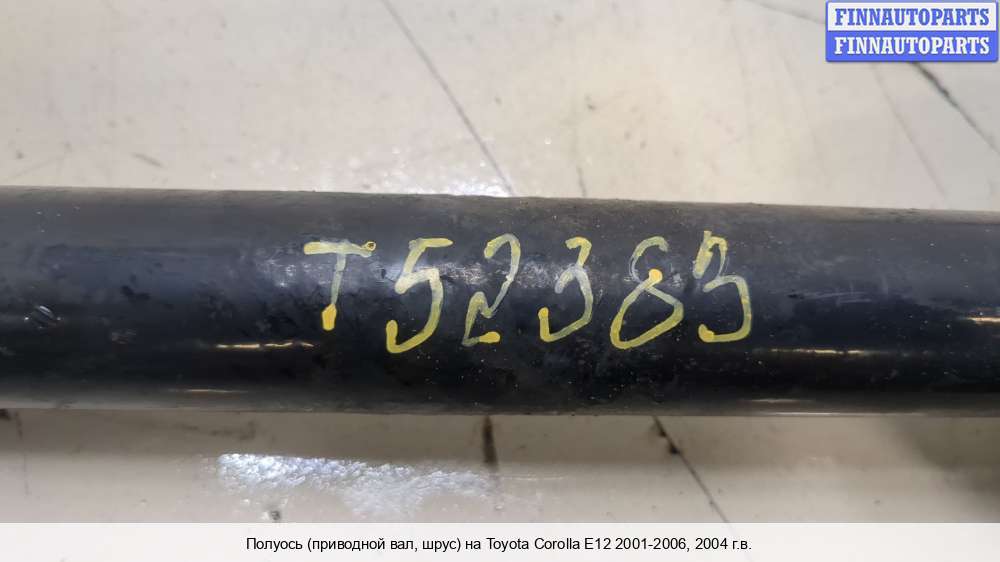 FINNAUTOPARTS
FINNAUTOPARTS
T52383
Полуось (приводной вал, шрус) на Toyota Corolla E12 2001-2006, 2004 г.в.